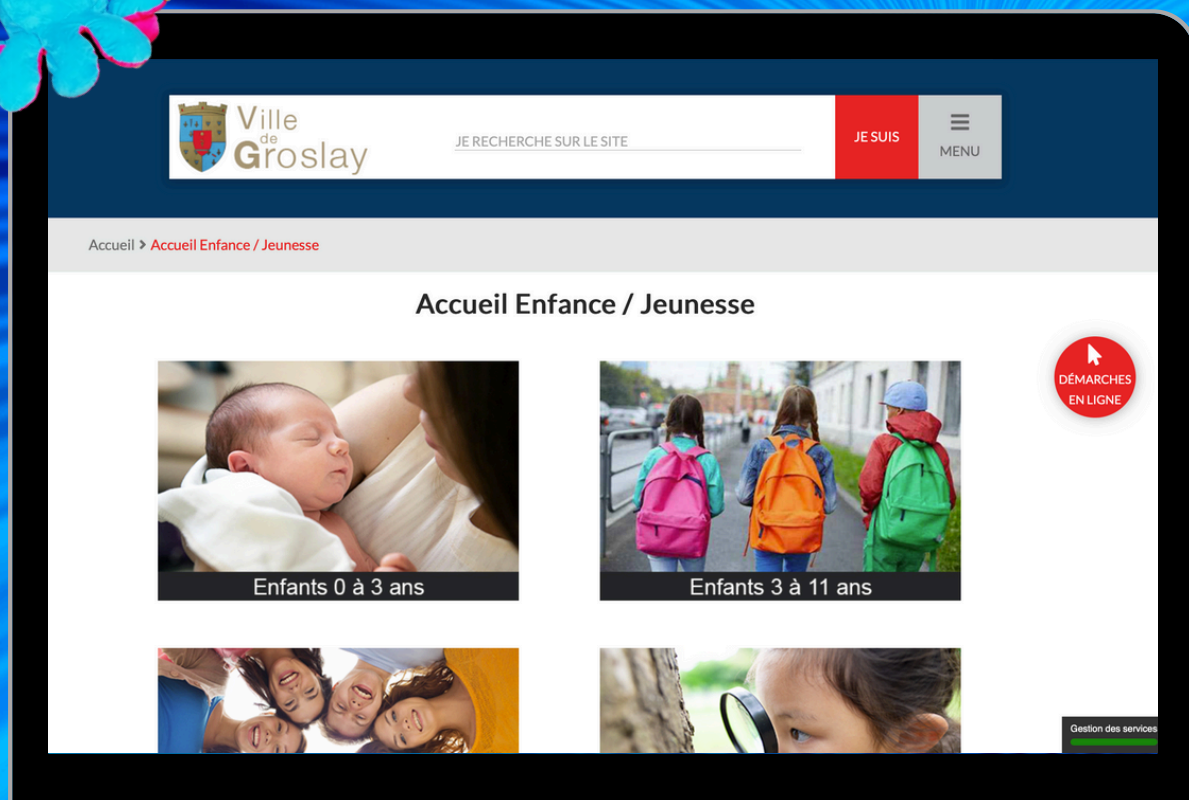 Ville
de
Groslay
JE RECHERCHE SUR LE SITE
JE SUIS
MENU
Accueil > Accueil Enfance / Jeunesse
Accueil Enfance / Jeunesse
DÉMARCHES
EN LIGNE
Enfants 0 à 3 ans
Enfants 3 à 11 ans
Gestion des services